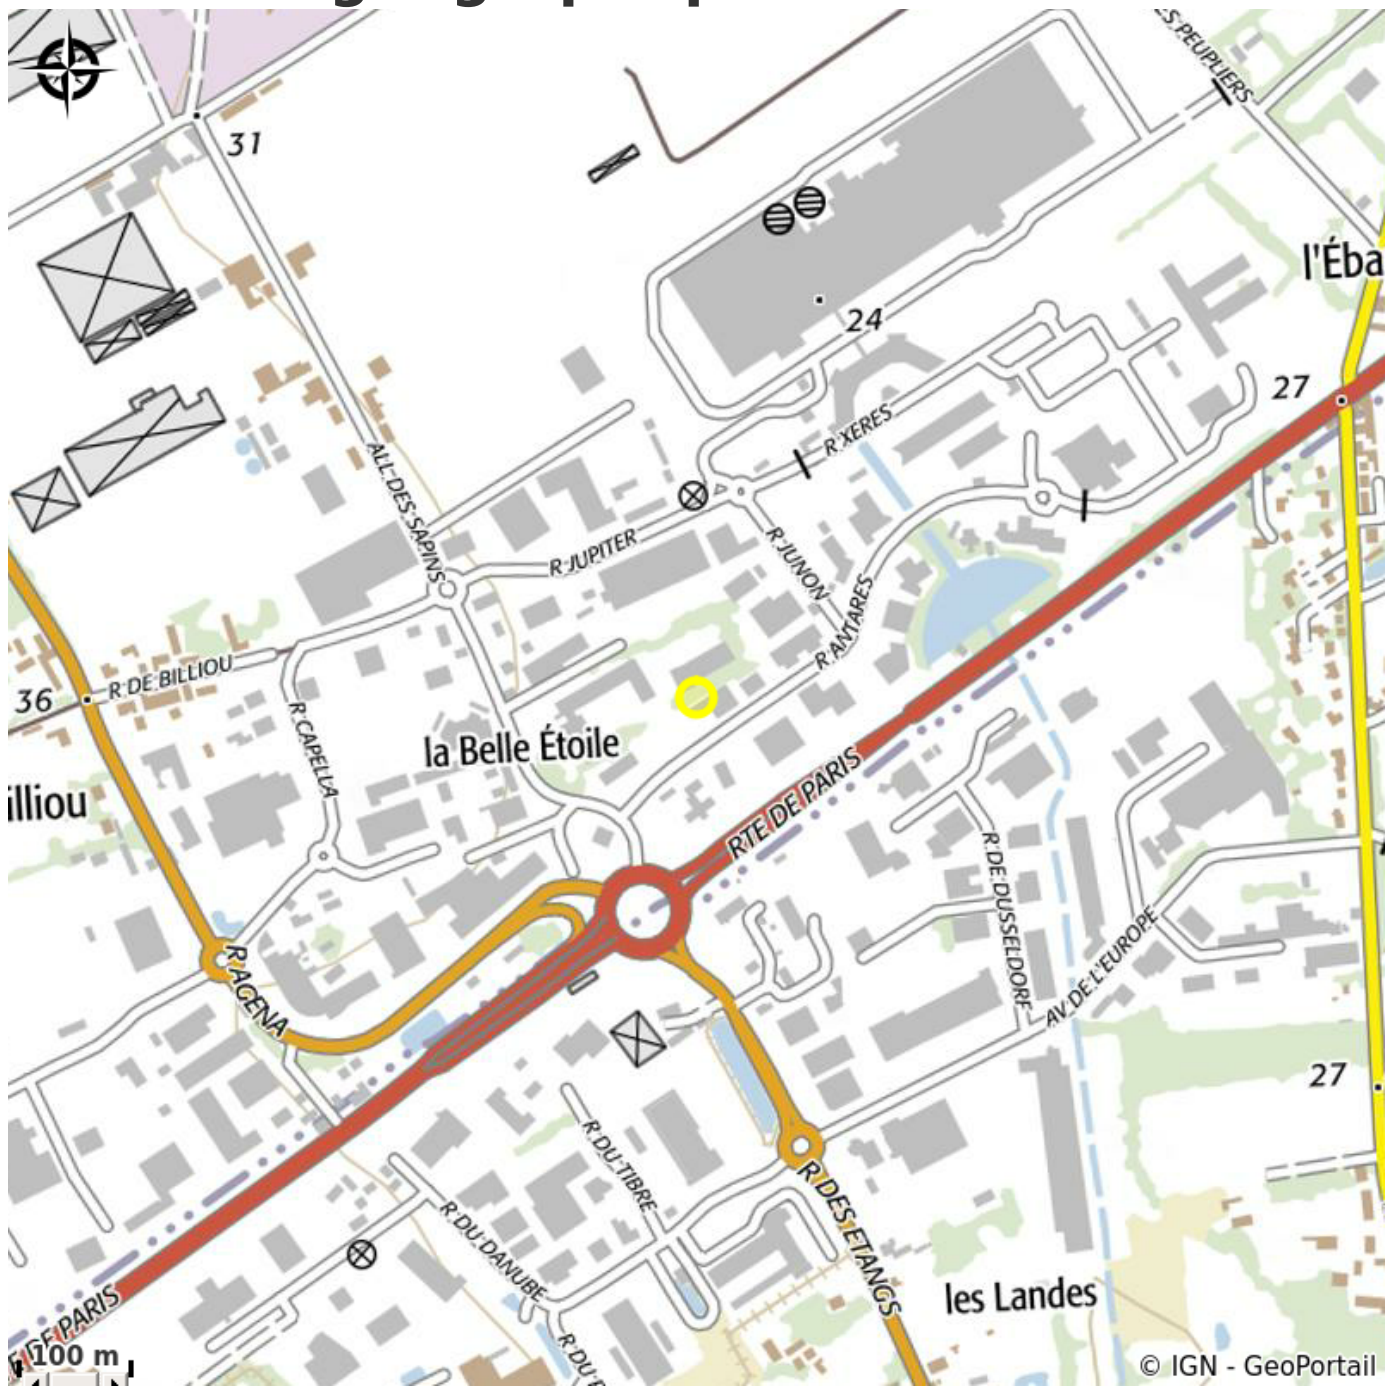 31
ES PEUPLIERS
l'Éba
24
27
R XERES
ALL DES SAPINS
R JUPITER
R JUNON
R ANTARES
R DE BILLIOU
36
R CAPELLA
la Belle Étoile
illiou
RTE DE PARIS
R DE DUSSELDORF
AV DE L'EUROPE
R AGENA
27
R DU TIBRE
R DES ETANGS
R DU DANUBE
les Landes
E DE PARIS
100 m
© IGN - GeoPortail